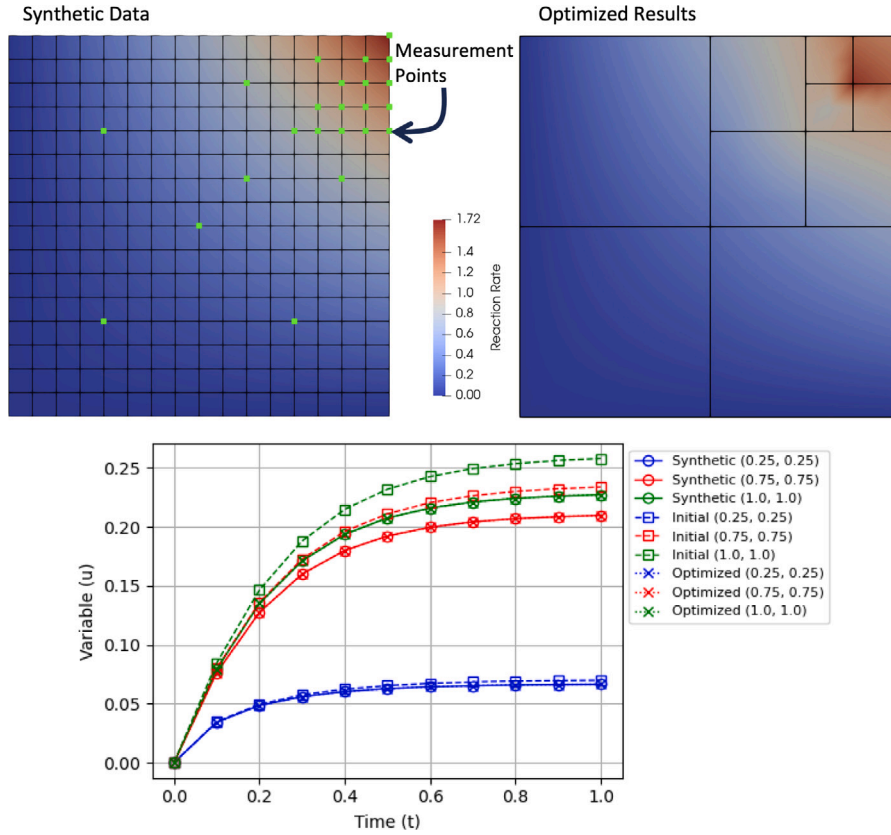 Synthetic Data
Optimized Results
Measurement
Points
1.72
1.4
1.2
1.0
0.8
0.6
0.4
0.2
0.00
Reaction Rate
0.25
0.20
0.15
0.10
0.05
0.00
Variable (u)
0.0
0.2
0.4
0.6
0.8
1.0
Time (t)
Synthetic (0.25, 0.25)
Synthetic (0.75, 0.75)
Synthetic (1.0, 1.0)
Initial (0.25, 0.25)
Initial (0.75, 0.75)
Initial (1.0, 1.0)
Optimized (0.25, 0.25)
Optimized (0.75, 0.75)
Optimized (1.0, 1.0)